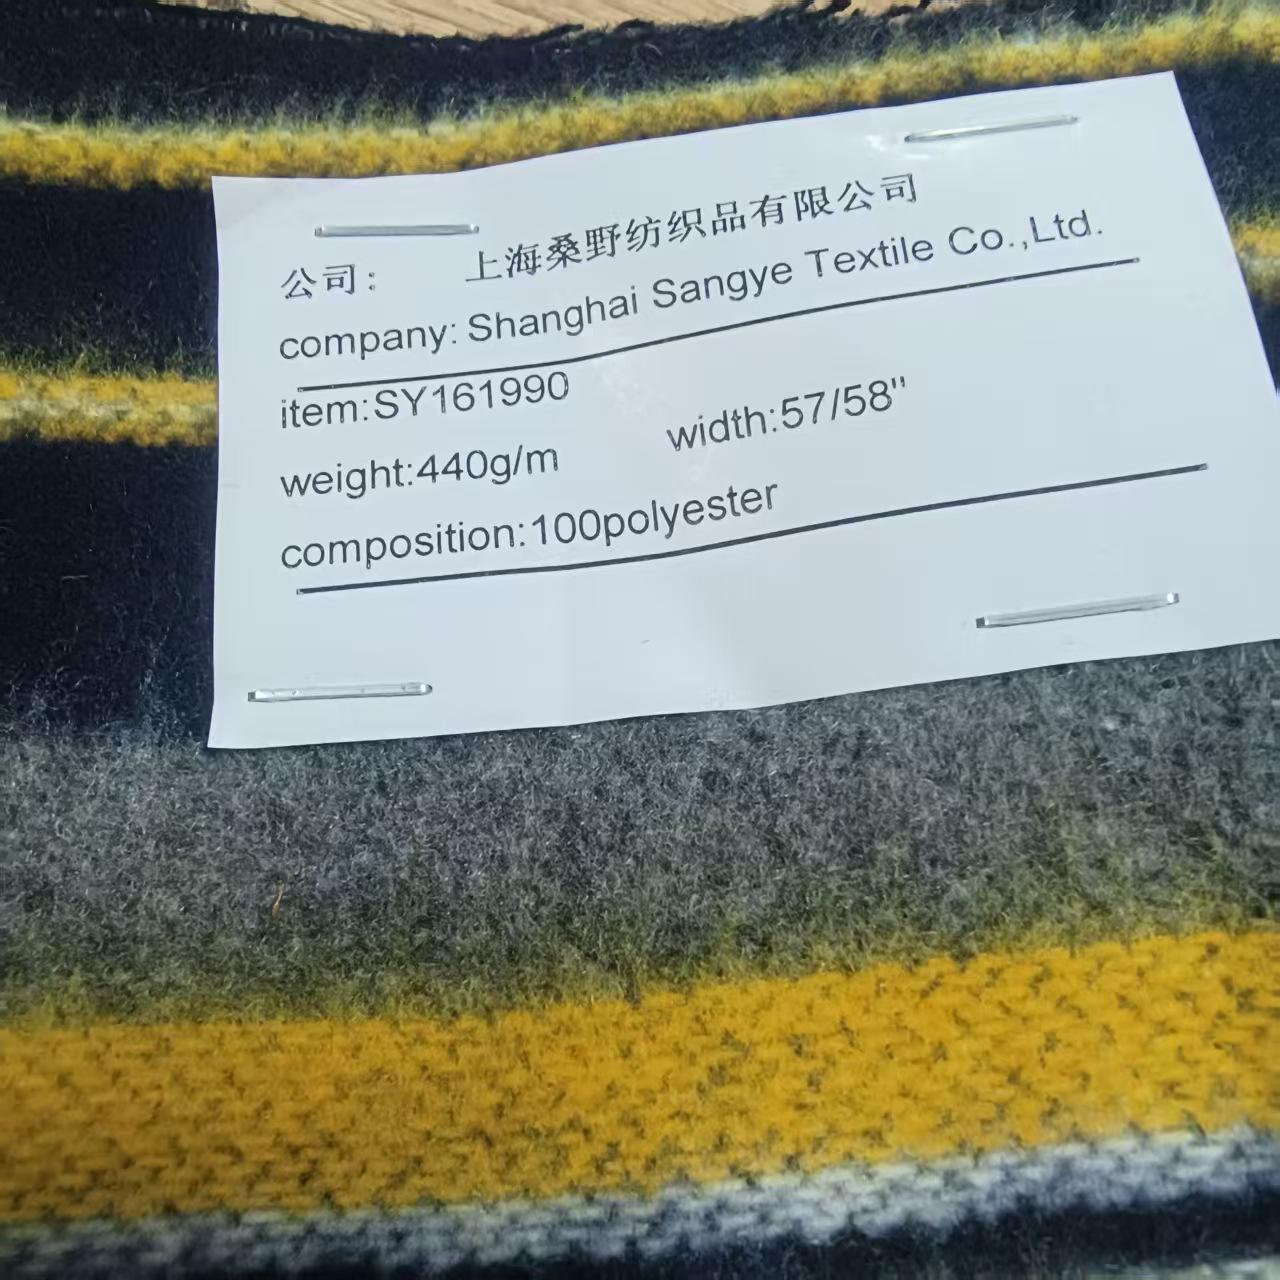 公司： 上海桑野纺织品有限公司
company: Shanghai Sangye Textile Co.,Ltd.
item:SY161990
weight:440g/m width:57/58"
composition:100polyester